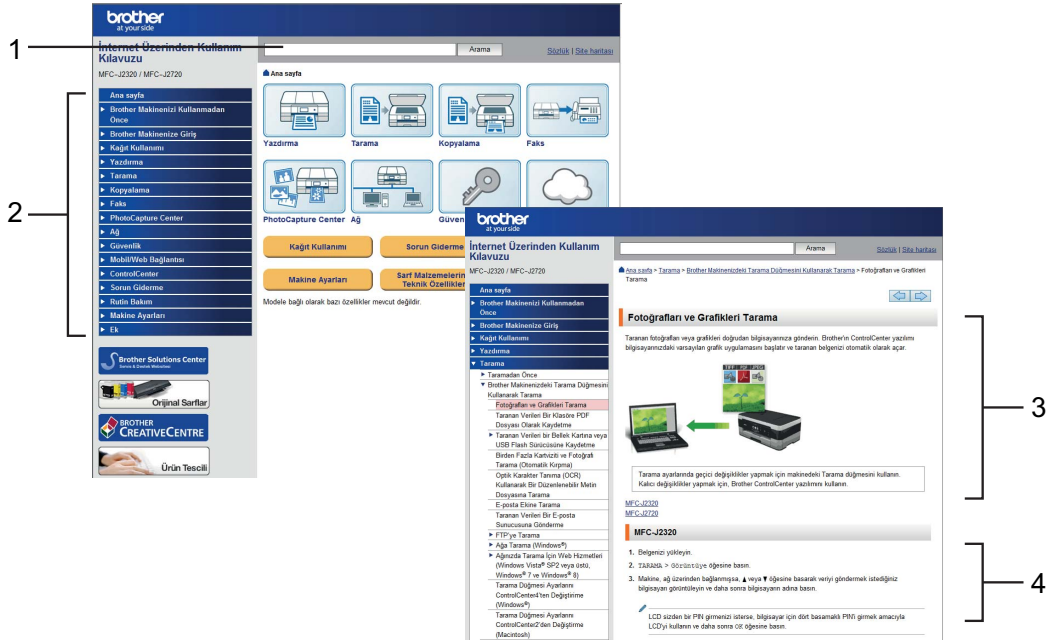 brother
at your side
İnternet Üzerinden Kullanım
Kılavuzu
MFC-J2320 / MFC-J2720
1
Arama
Sözlük | Site haritası
Ana sayfa
2
Ana sayfa
Brother Makinenizi Kullanmadan
Önce
Brother Makinenize Giriş
Kağıt Kullanımı
Yazdırma
Tarama
Kopyalama
Faks
PhotoCapture Center
Ağ
Güvenlik
Mobil/Web Bağlantısı
ControlCenter
Sorun Giderme
Rutin Bakım
Makine Ayarları
Ek
Brother Solutions Center
Servis & Destek Websitesi
Orijinal Sarflar
BROTHER
CREATIVECENTRE
Ürün Tescili
Yazdırma
Tarama
Kopyalama
Faks
PhotoCapture Center
Ağ
Güven
Kağıt Kullanımı
Sorun Giderme
Makine Ayarları
Sarf Malzemelerin
Teknik Özellikler
Modele bağlı olarak bazı özellikler mevcut değildir.
brother
at your side
İnternet Üzerinden Kullanım
Kılavuzu
MFC-J2320 / MFC-J2720
Arama
Sözlük | Site haritası
Ana sayfa > Tarama > Brother Makinenizdeki Tarama Düğmesini Kullanarak Tarama > Fotoğrafları ve Grafikleri
Tarama
Ana sayfa
Brother Makinenizi Kullanmadan
Önce
Brother Makinenize Giriş
Kağıt Kullanımı
Yazdırma
Tarama
Taramadan Önce
Brother Makinenizdeki Tarama Düğmesini
Kullanarak Tarama
Fotoğrafları ve Grafikleri Tarama
Taranan Verileri Bir Klasöre PDF
Dosyası Olarak Kaydetme
Taranan Verileri bir Bellek Kartına veya
USB Flash Sürücüsüne Kaydetme
Birden Fazla Kartviziti ve Fotoğrafı
Tarama (Otomatik Kırpma)
Optik Karakter Tanıma (OCR)
Kullanarak Bir Düzenlenebilir Metin
Dosyasına Tarama
E-posta Ekine Tarama
Taranan Verileri Bir E-posta
Sunucusuna Gönderme
FTP'ye Tarama
Ağa Tarama (Windows®)
Ağınızda Tarama İçin Web Hizmetleri
(Windows Vista® SP2 veya üstü,
Windows® 7 ve Windows® 8)
Tarama Düğmesi Ayarlarını
ControlCenter4'ten Değiştirme
(Windows®)
Tarama Düğmesi Ayarlarını
ControlCenter2'den Değiştirme
(Macintosh)
Fotoğrafları ve Grafikleri Tarama
Taranan fotoğrafları veya grafikleri doğrudan bilgisayarınıza gönderin. Brother'ın ControlCenter yazılımı
bilgisayarınızdaki varsayılan grafik uygulamasını başlatır ve taranan belgenizi otomatik olarak açar.
TIFF PDF JPEG
3
Tarama ayarlarında geçici değişiklikler yapmak için makinedeki Tarama düğmesini kullanın.
Kalıcı değişiklikler yapmak için, Brother ControlCenter yazılımını kullanın.
MFC-J2320
MFC-J2720
MFC-J2320
1. Belgenizi yükleyin.
2. TARAMA > Görüntüye öğesine basın.
3. Makine, ağ üzerinden bağlanmışsa, ▲ veya ▼ öğesine basarak veriyi göndermek istediğiniz
bilgisayarı görüntüleyin ve daha sonra bilgisayarın adına basın.
4
LCD sizden bir PIN girmenizi isterse, bilgisayar için dört basamaklı PIN'i girmek amacıyla
LCD'yi kullanın ve daha sonra OK öğesine basın.